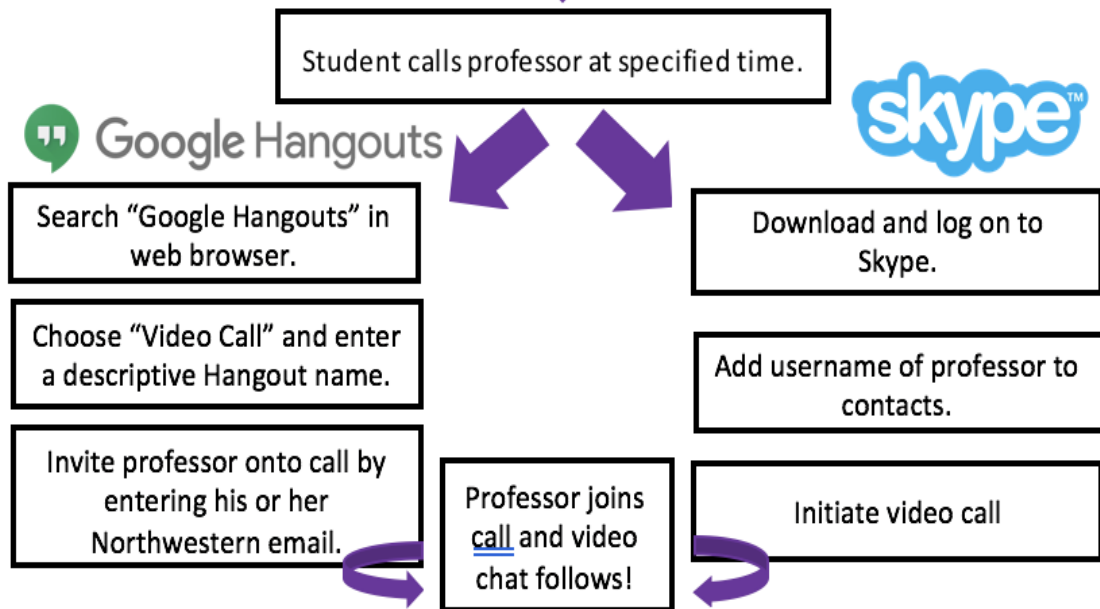 Student calls professor at specified time.
Google Hangouts
skype™
Search “Google Hangouts” in
web browser.
Choose “Video Call” and enter
a descriptive Hangout name.
Invite professor onto call by
entering his or her
Northwestern email.
Download and log on to
Skype.
Add username of professor to
contacts.
Initiate video call
Professor joins
call and video
chat follows!